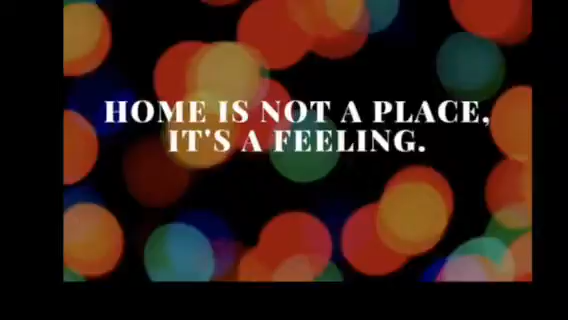 HOME IS NOT A PLACE,
IT'S A FEELING.